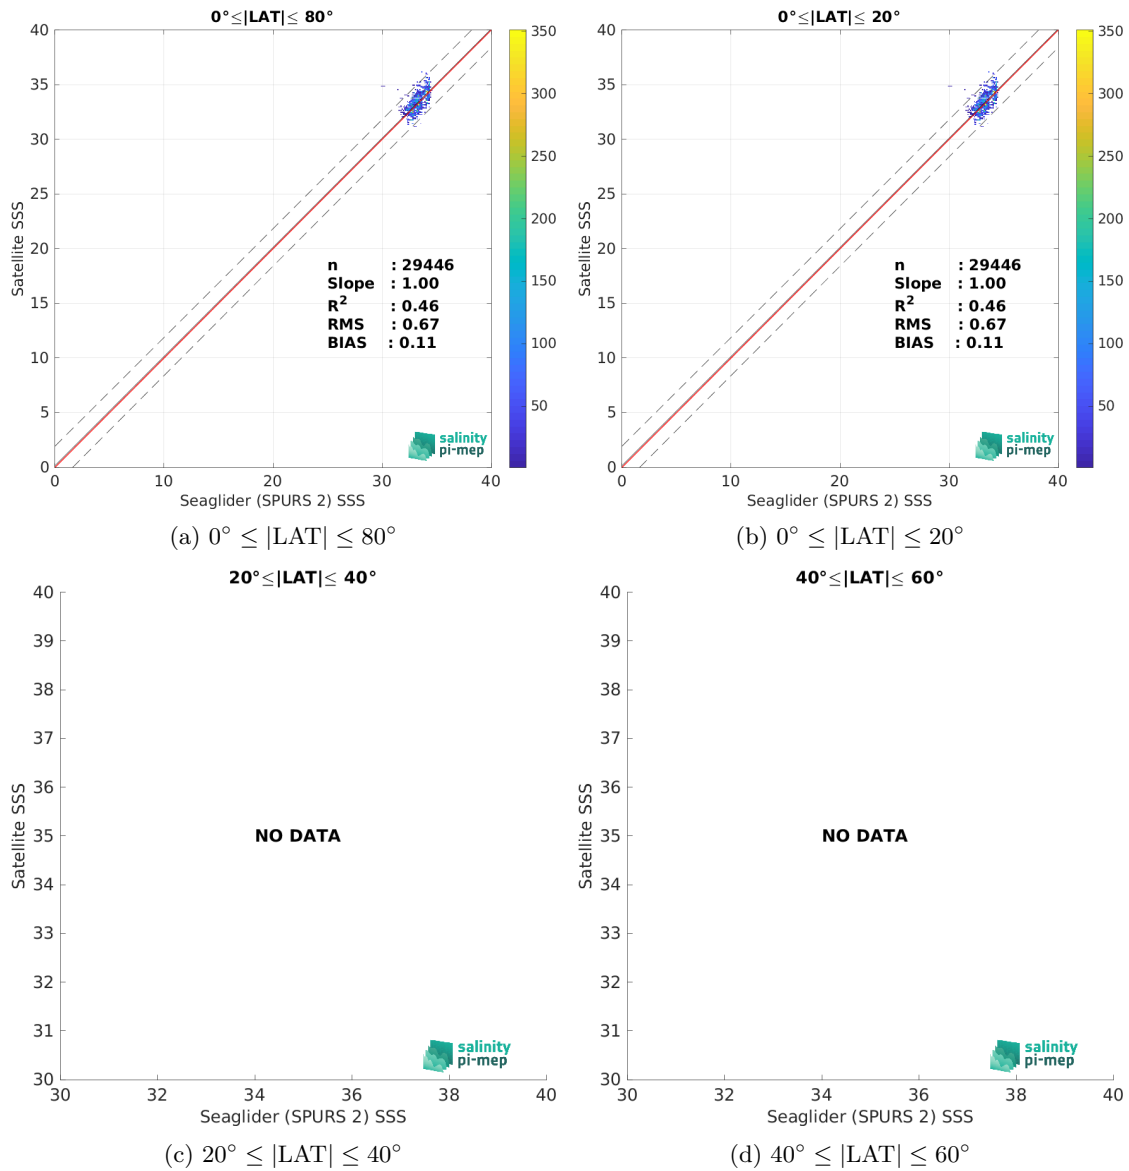 0°≤|LAT|≤ 80°
40
35
30
25
20
15
10
5
0
Satellite SSS
0
10
20
30
40
Seaglider (SPURS 2) SSS
n : 29446
Slope : 1.00
R² : 0.46
RMS : 0.67
BIAS : 0.11
salinity
pi-mep
350
300
250
200
150
100
50
(a) 0° ≤ |LAT| ≤ 80°
0°≤|LAT|≤ 20°
40
35
30
25
20
15
10
5
0
Satellite SSS
0
10
20
30
40
Seaglider (SPURS 2) SSS
n : 29446
Slope : 1.00
R² : 0.46
RMS : 0.67
BIAS : 0.11
salinity
pi-mep
350
300
250
200
150
100
50
(b) 0° ≤ |LAT| ≤ 20°
20°≤|LAT|≤ 40°
40
39
38
37
36
35
34
33
32
31
30
Satellite SSS
NO DATA
salinity
pi-mep
30
32
34
36
38
40
Seaglider (SPURS 2) SSS
(c) 20° ≤ |LAT| ≤ 40°
40°≤|LAT|≤ 60°
40
39
38
37
36
35
34
33
32
31
30
Satellite SSS
NO DATA
salinity
pi-mep
30
32
34
36
38
40
Seaglider (SPURS 2) SSS
(d) 40° ≤ |LAT| ≤ 60°